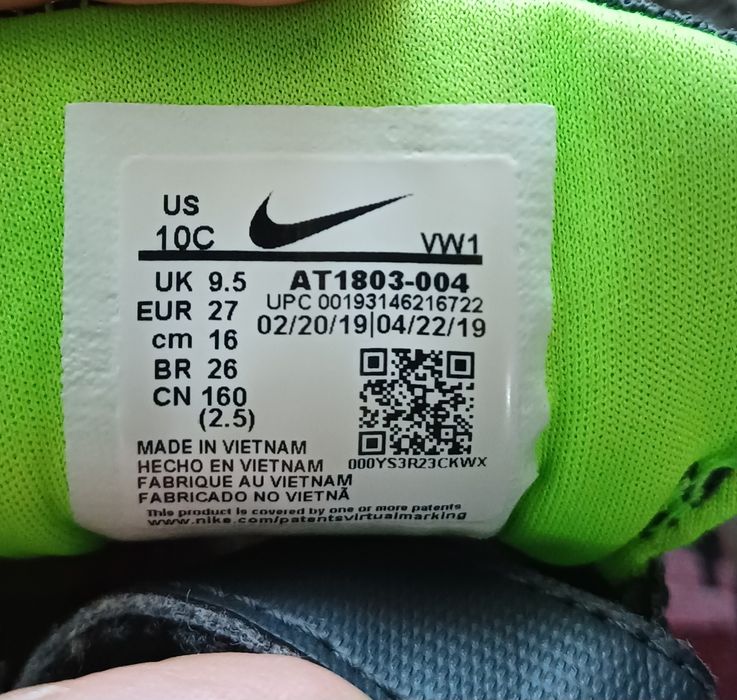 US
10C
VW1
UK 9.5
EUR 27
cm 16
BR 26
CN 160
(2.5)
AT1803-004
UPC 00193146216722
02/20/19|04/22/19
000YS3R23CKWX
MADE IN VIETNAM
HECHO EN VIETNAM
FABRIQUE AU VIETNAM
FABRICADO NO VIETNÃ
This product is covered by one or more patents
www.nike.com/patentsvirtualmarking